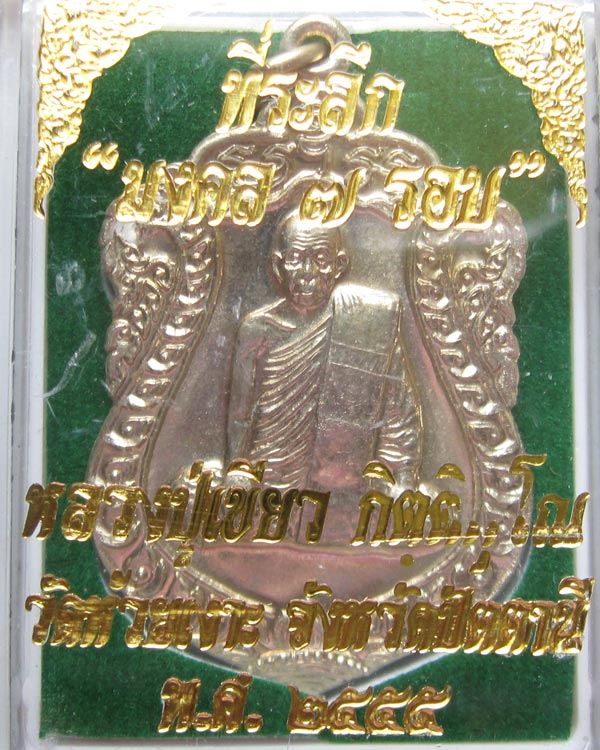 ที่ระลึก
“มงคล ๗ รอบ”
หลวงปู่เขียว กิตฺติคุโณ
วัดห้วยเงาะ จังหวัดปัตตานี
พ.ศ. ๒๕๕๕